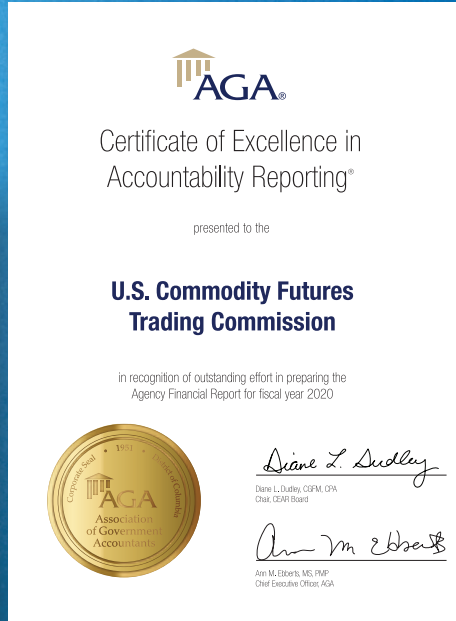 AGA®
Certificate of Excellence in
Accountability Reporting®
presented to the
U.S. Commodity Futures
Trading Commission
in recognition of outstanding effort in preparing the
Agency Financial Report for fiscal year 2020
Corporate Seal • 1951 • District of Columbia
AGA
Association
of Government
Accountants
Diane L. Dudley
Diane L. Dudley, CGFM, CPA
Chair, CEAR Board
Ann M Ebberts
Ann M. Ebberts, MS, PMP
Chief Executive Officer, AGA